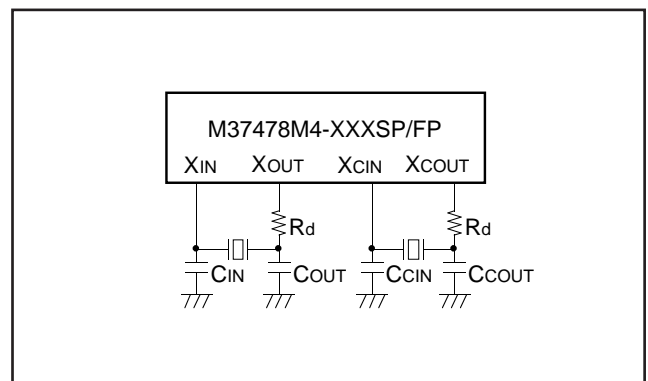 M37478M4-XXXSP/FP
XIN XOUT XCIN XCOUT
Rd Rd
CIN COUT CCIN CCOUT